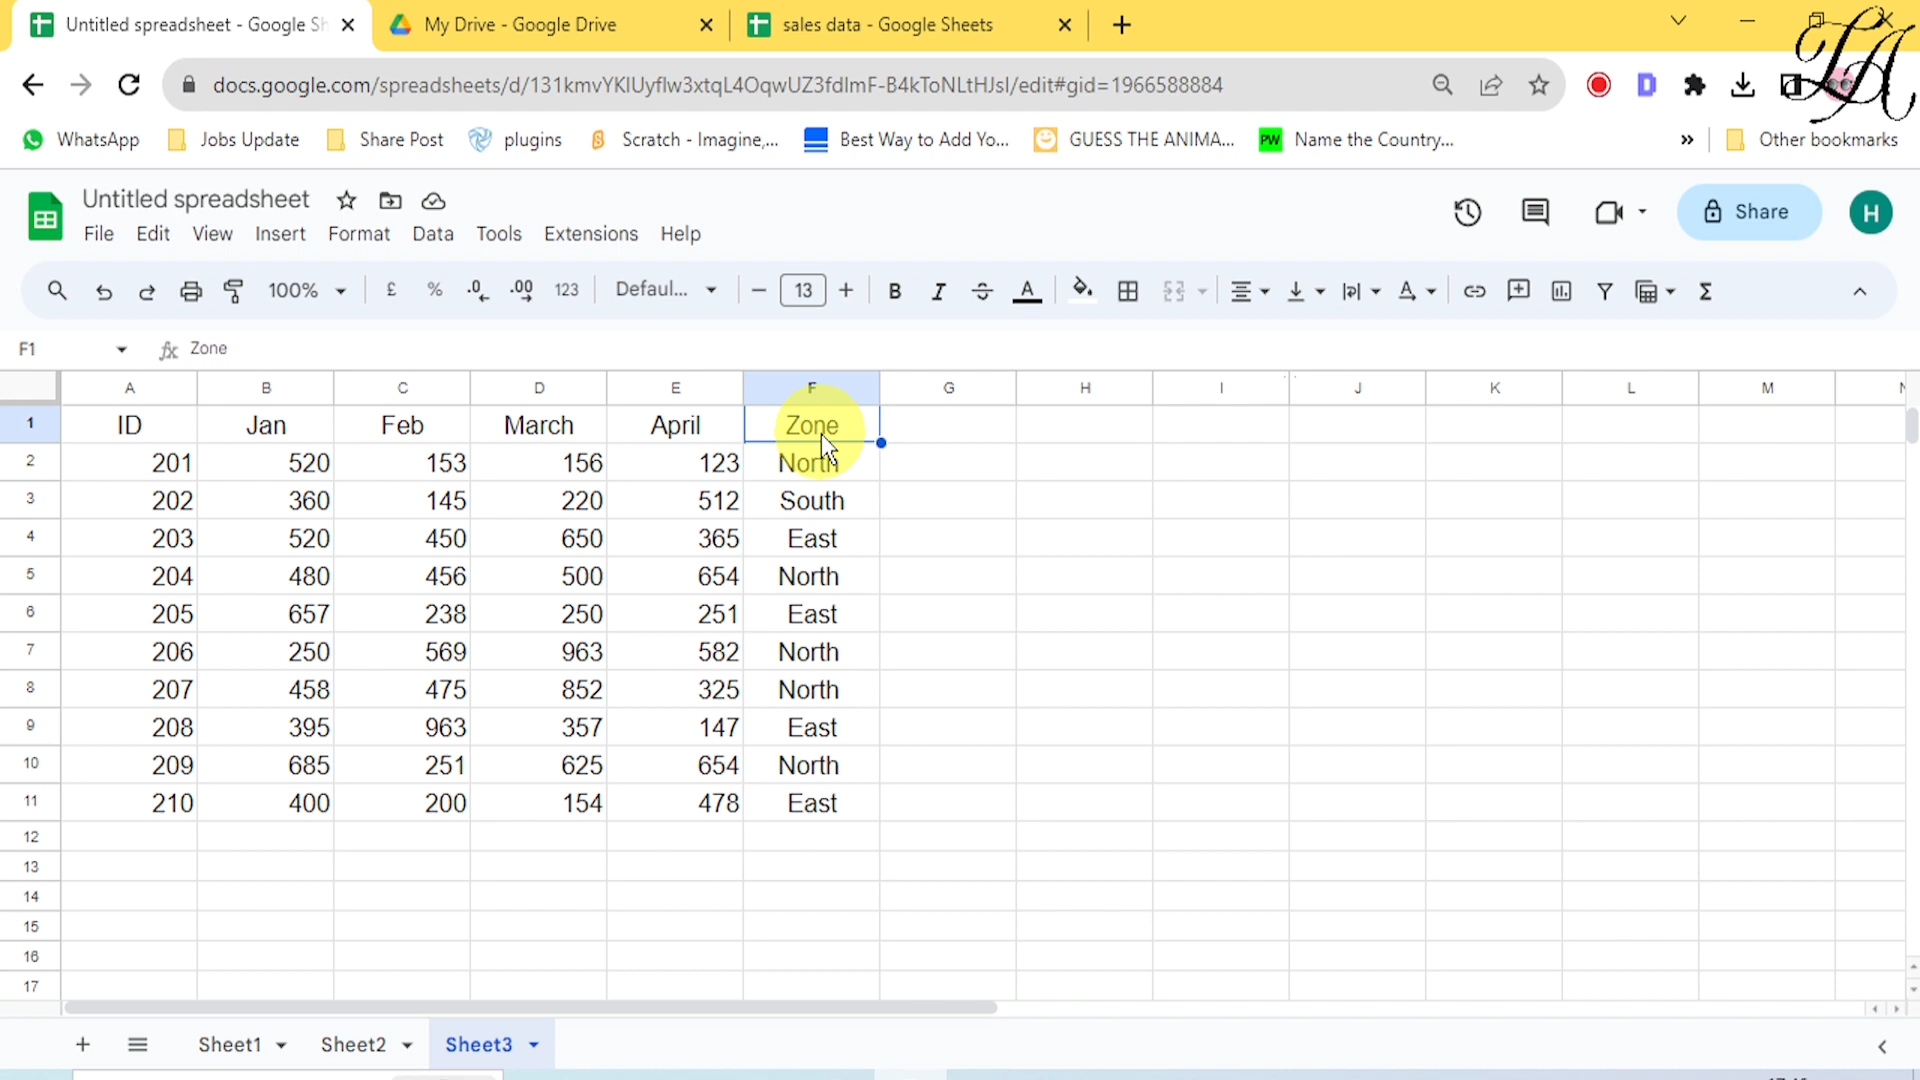 Untitled spreadsheet - Google Sh
My Drive - Google Drive
sales data - Google Sheets
LA
docs.google.com/spreadsheets/d/131kmvYKIUyflw3xtqL4OqwUZ3fdImF-B4kToNLtHJsI/edit#gid=1966588884
WhatsApp Jobs Update Share Post plugins Scratch - Imagine,... Best Way to Add Yo... GUESS THE ANIMA... PW Name the Country... » Other bookmarks
Untitled spreadsheet
Share
H
File Edit View Insert Format Data Tools Extensions Help
100% £ % .0 .00 123 Defaul... − 13 + B I S A Σ
F1 fx Zone
A B C D E F G H I J K L M
1 ID Jan Feb March April Zone
2 201 520 153 156 123 North
3 202 360 145 220 512 South
4 203 520 450 650 365 East
5 204 480 456 500 654 North
6 205 657 238 250 251 East
7 206 250 569 963 582 North
8 207 458 475 852 325 North
9 208 395 963 357 147 East
10 209 685 251 625 654 North
11 210 400 200 154 478 East
12
13
14
15
16
17
+ Sheet1 Sheet2 Sheet3